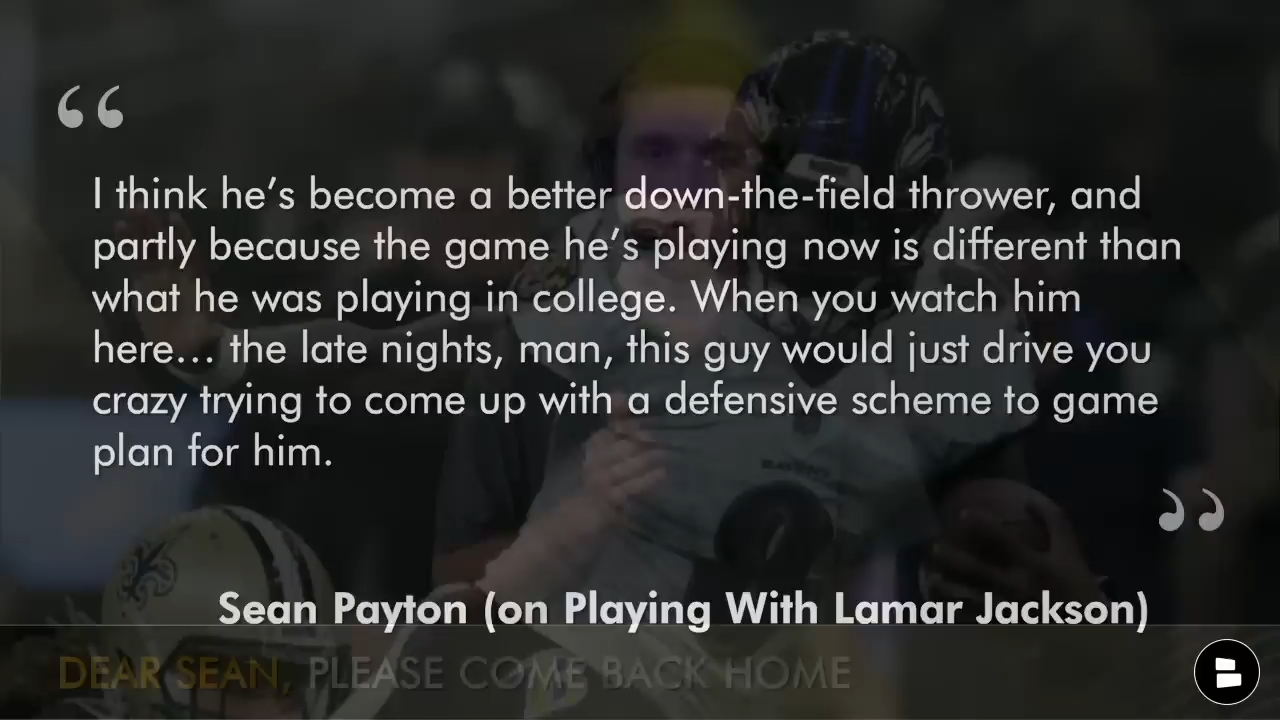 “
I think he’s become a better down-the-field thrower, and
partly because the game he’s playing now is different than
what he was playing in college. When you watch him
here... the late nights, man, this guy would just drive you
crazy trying to come up with a defensive scheme to game
plan for him.
”
Sean Payton (on Playing With Lamar Jackson)
DEAR SEAN, PLEASE COME BACK HOME